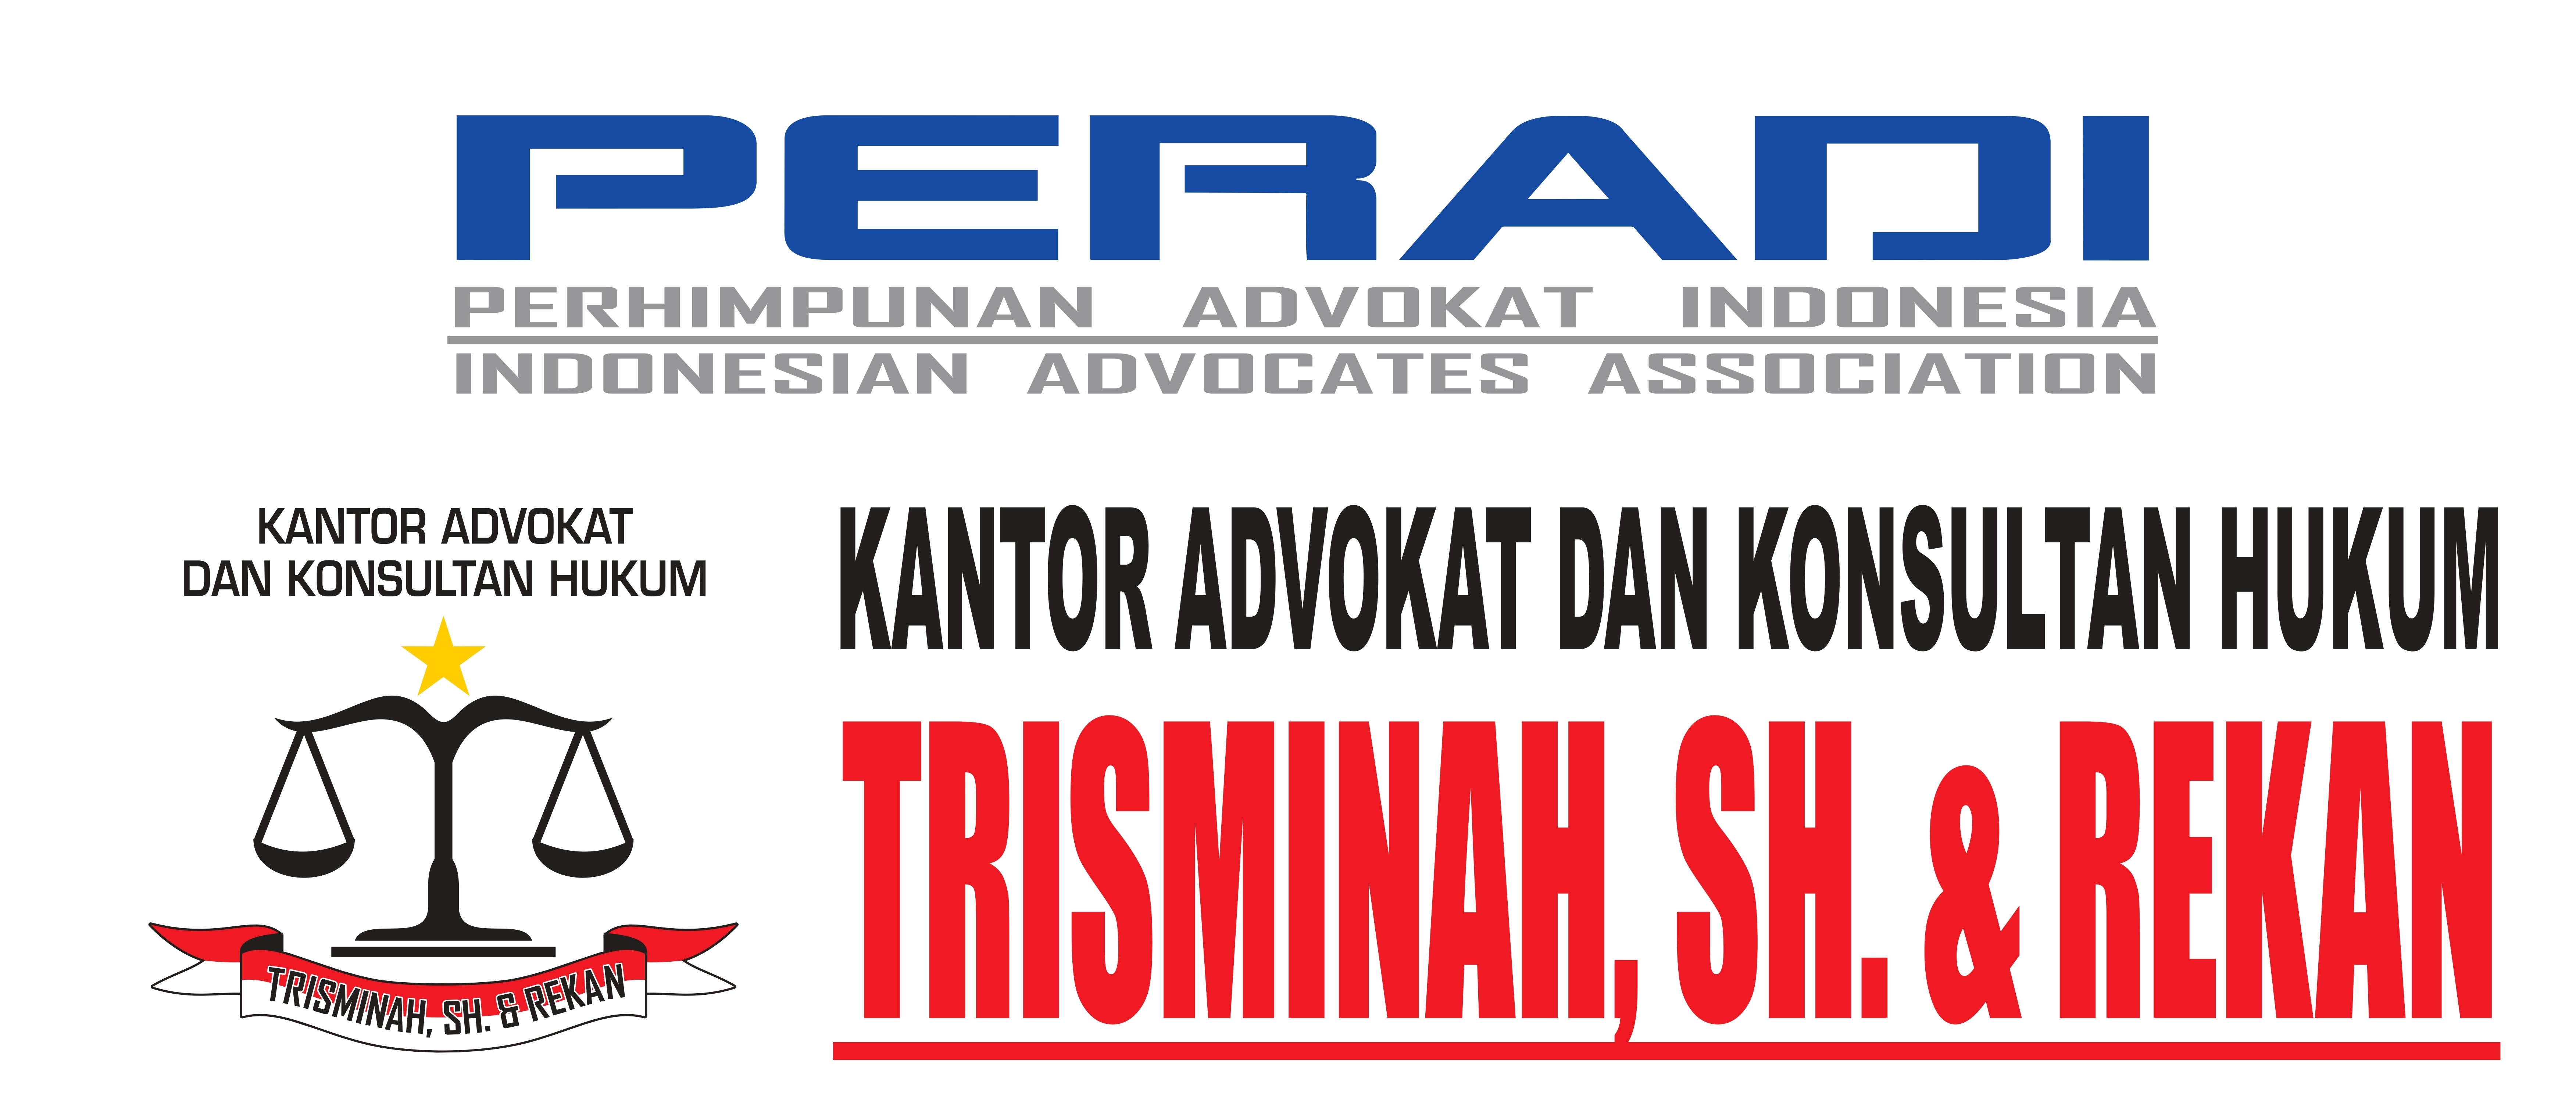 PERADI
PERHIMPUNAN ADVOKAT INDONESIA
INDONESIAN ADVOCATES ASSOCIATION
KANTOR ADVOKAT
DAN KONSULTAN HUKUM
TRISMINAH, SH. & REKAN
KANTOR ADVOKAT DAN KONSULTAN HUKUM
TRISMINAH, SH. & REKAN